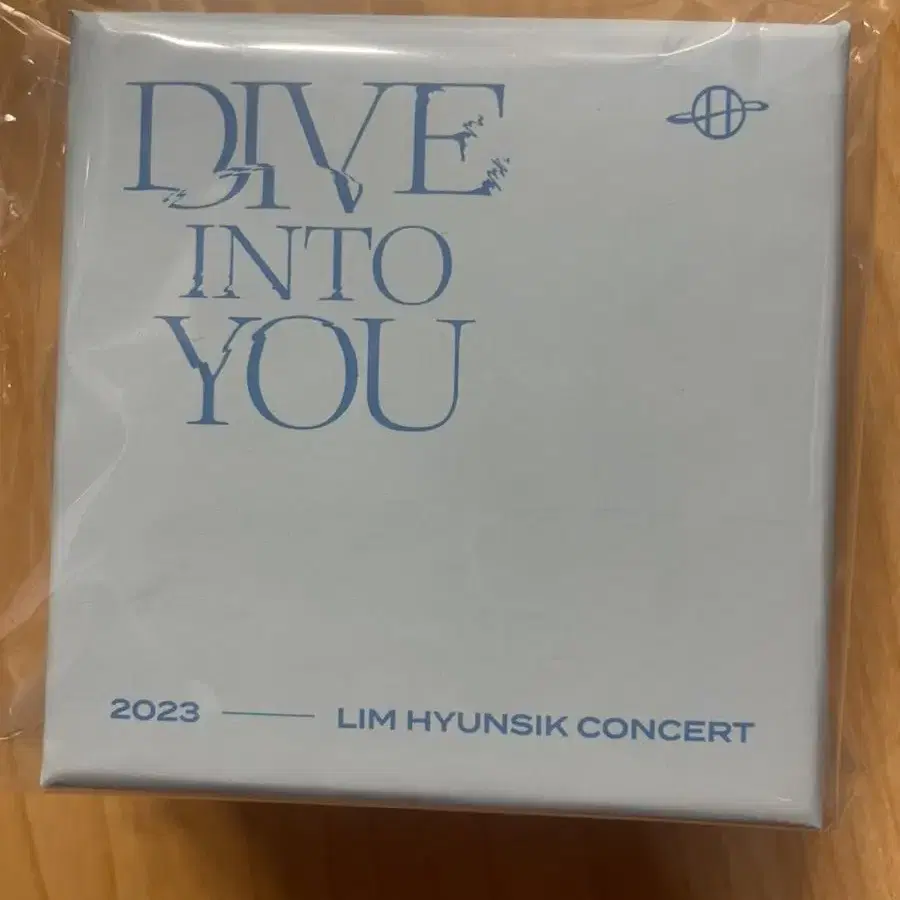 DIVE
INTO
YOU
2023 — LIM HYUNSIK CONCERT